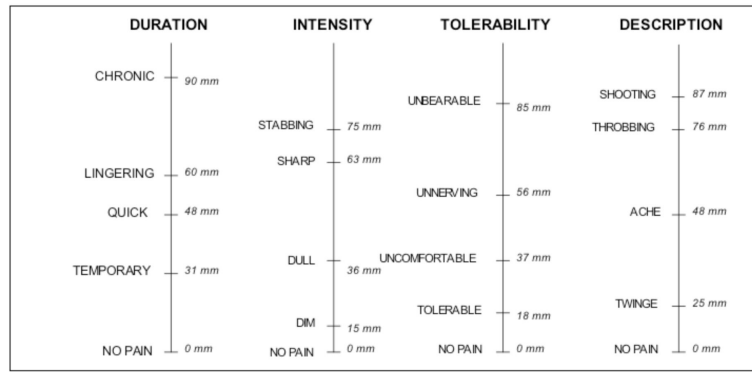 DURATION
CHRONIC 90 mm
LINGERING 60 mm
QUICK 48 mm
TEMPORARY 31 mm
NO PAIN 0 mm
INTENSITY
STABBING 75 mm
SHARP 63 mm
DULL 36 mm
DIM 15 mm
NO PAIN 0 mm
TOLERABILITY
UNBEARABLE 85 mm
UNNERVING 56 mm
UNCOMFORTABLE 37 mm
TOLERABLE 18 mm
NO PAIN 0 mm
DESCRIPTION
SHOOTING 87 mm
THROBBING 76 mm
ACHE 48 mm
TWINGE 25 mm
NO PAIN 0 mm